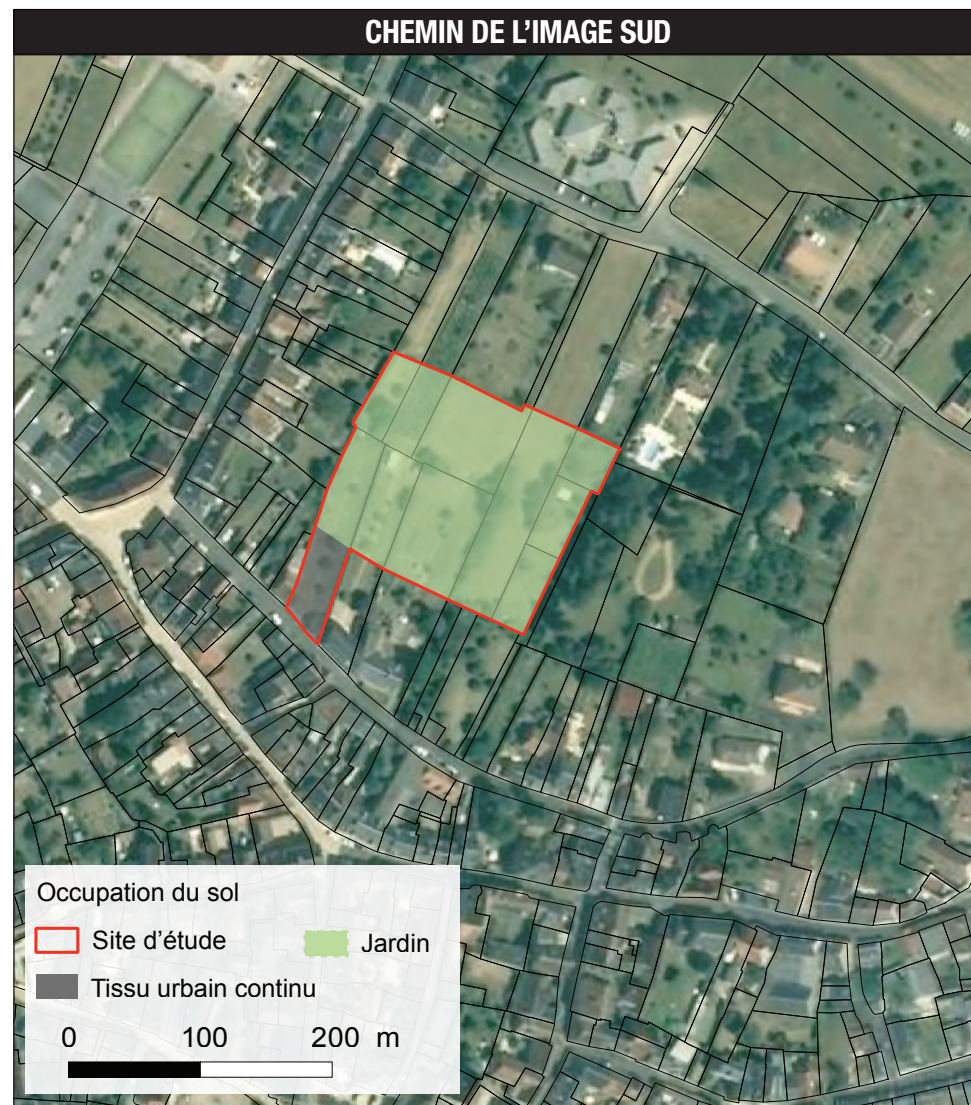 CHEMIN DE L’IMAGE SUD
Occupation du sol
Site d’étude
Jardin
Tissu urbain continu
0 100 200 m